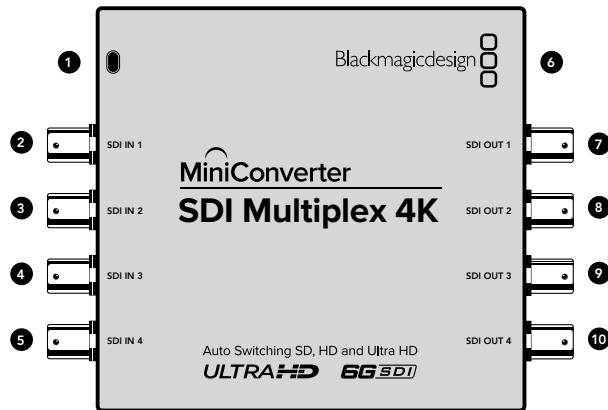 1
Blackmagicdesign
6
2
SDI IN 1
SDI OUT 1
7
MiniConverter
3
SDI IN 2
SDI Multiplex 4K
SDI OUT 2
8
4
SDI IN 3
SDI OUT 3
9
5
SDI IN 4
SDI OUT 4
10
Auto Switching SD, HD and Ultra HD
ULTRAHD 6G SDI